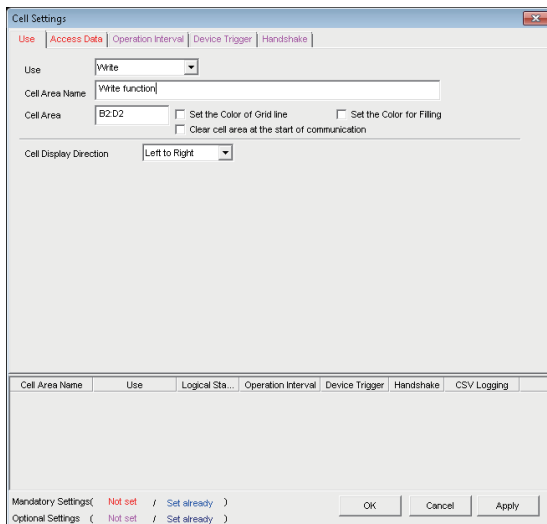 Cell Settings
Use Access Data Operation Interval Device Trigger Handshake
Use Write
Cell Area Name Write function
Cell Area B2:D2 Set the Color of Grid line Set the Color for Filling
Clear cell area at the start of communication
Cell Display Direction Left to Right
Cell Area Name Use Logical Sta... Operation Interval Device Trigger Handshake CSV Logging
Mandatory Settings( Not set / Set already )
OK Cancel Apply
Optional Settings ( Not set / Set already )